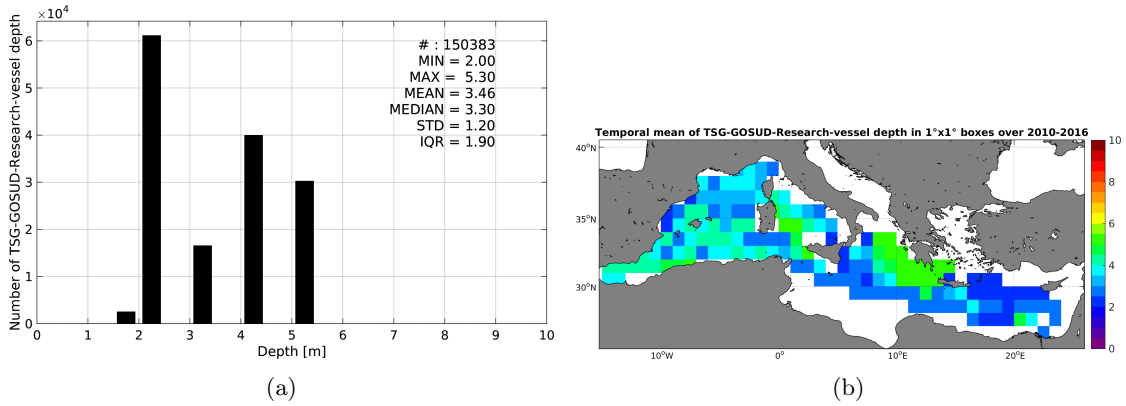 ×10⁴
Number of TSG-GOSUD-Research-vessel depth
6
5
4
3
2
1
0
0 1 2 3 4 5 6 7 8 9 10
Depth [m]
# : 150383
MIN = 2.00
MAX = 5.30
MEAN = 3.46
MEDIAN = 3.30
STD = 1.20
IQR = 1.90
(a)
Temporal mean of TSG-GOSUD-Research-vessel depth in 1°x1° boxes over 2010-2016
40°N
35°N
30°N
10°W 0° 10°E 20°E
10
8
6
4
2
0
(b)